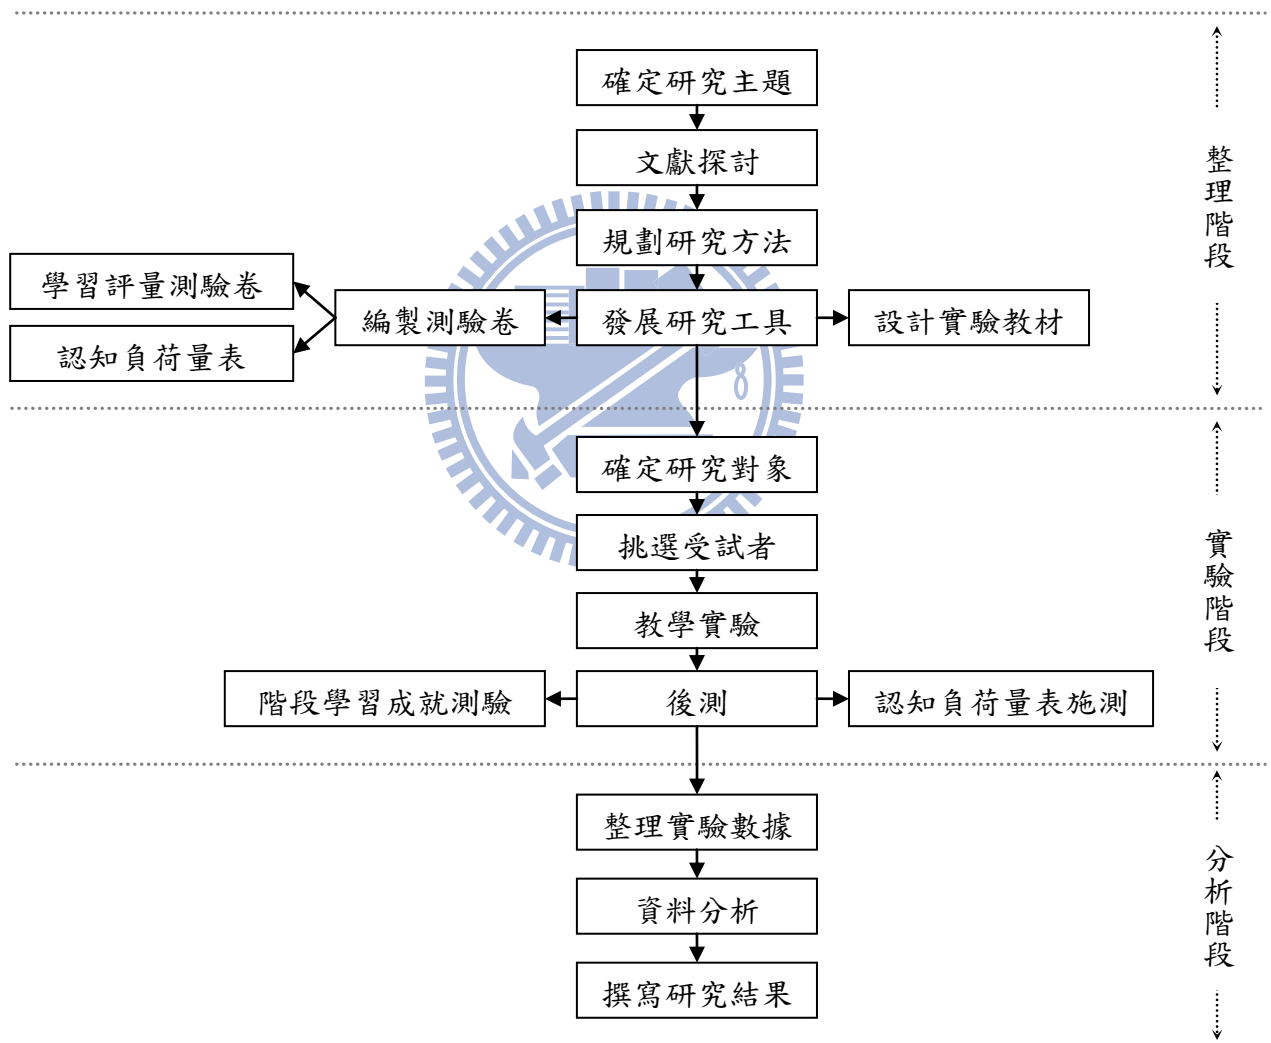 確定研究主題
文獻探討
規劃研究方法
學習評量測驗卷
認知負荷量表
編製測驗卷
發展研究工具
設計實驗教材
整理階段
確定研究對象
挑選受試者
教學實驗
階段學習成就測驗
後測
認知負荷量表施測
實驗階段
整理實驗數據
資料分析
撰寫研究結果
分析階段